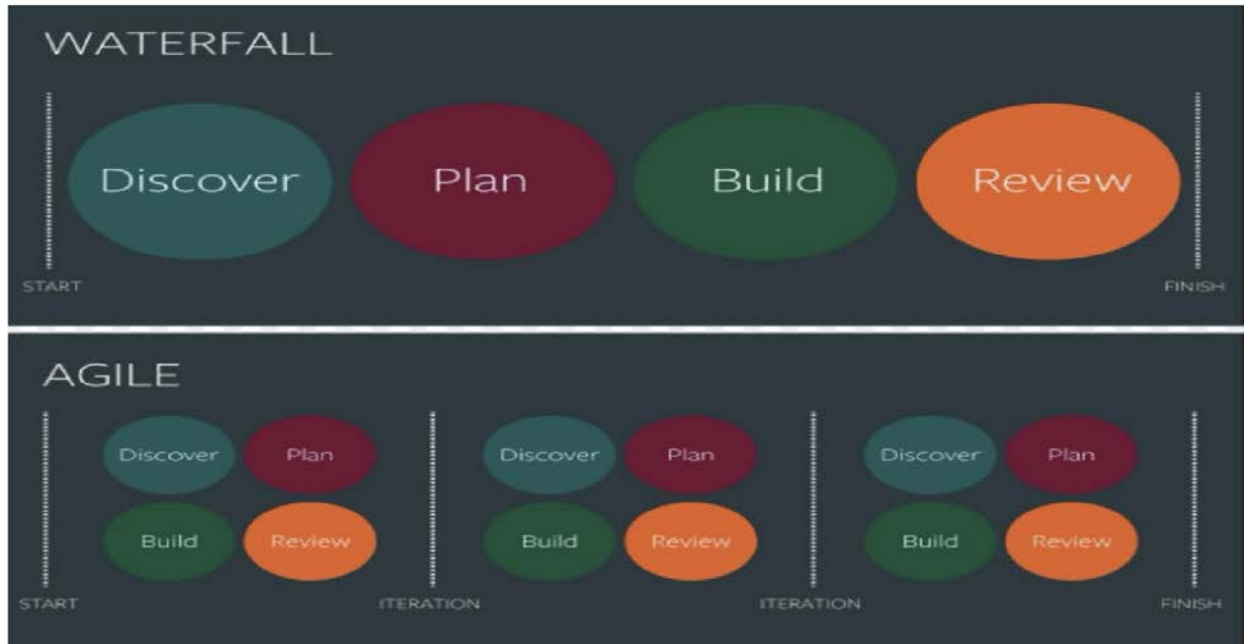 WATERFALL
Discover Plan Build Review
START FINISH
AGILE
Discover Plan Discover Plan Discover Plan
Build Review Build Review Build Review
START ITERATION ITERATION FINISH